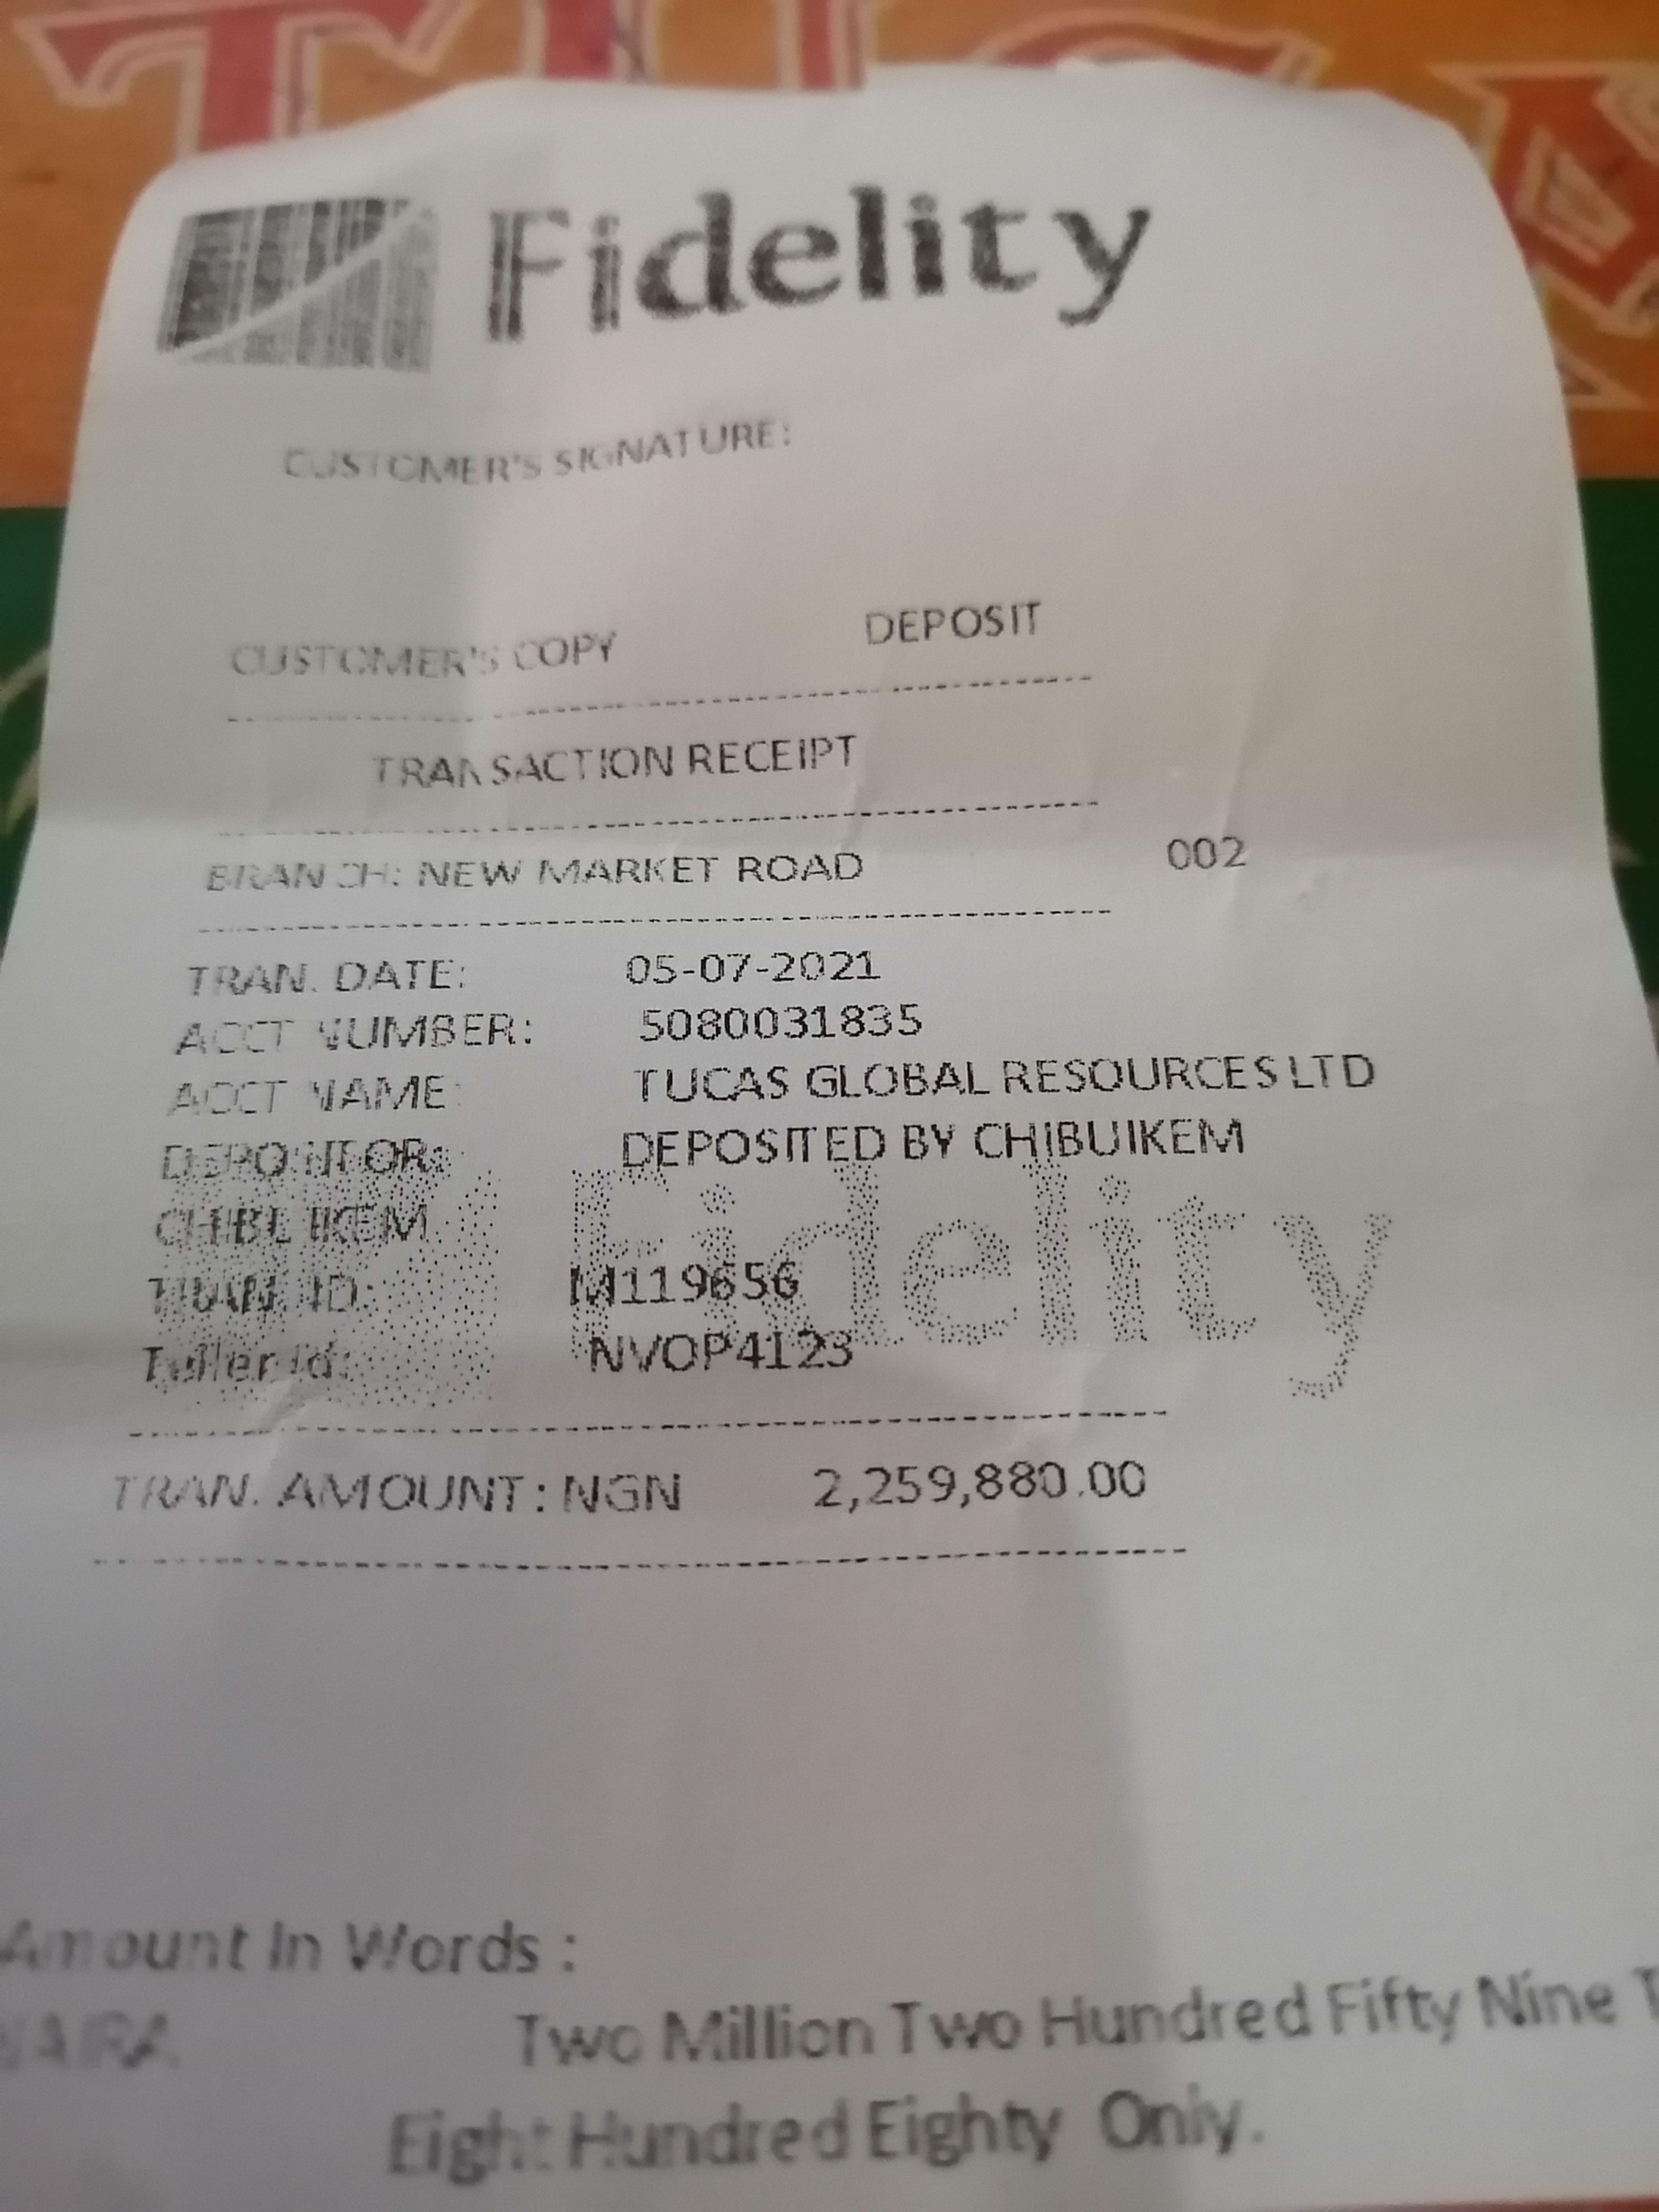 Fidelity
CUSTOMER'S SIGNATURE:
CUSTOMER'S COPY DEPOSIT
TRANSACTION RECEIPT
BRANCH: NEW MARKET ROAD 002
TRAN. DATE: 05-07-2021
ACCT NUMBER: 5080031835
ACCT NAME: TUCAS GLOBAL RESOURCES LTD
DEPOSITOR: DEPOSITED BY CHIBUIKEM
CHIBUIKEM
Fidelity
TRAN. ID: M119656
Teller Id: NVOP4123
TRAN. AMOUNT: NGN 2,259,880.00
Amount In Words :
NAIRA Two Million Two Hundred Fifty Nine T
Eight Hundred Eighty Only.